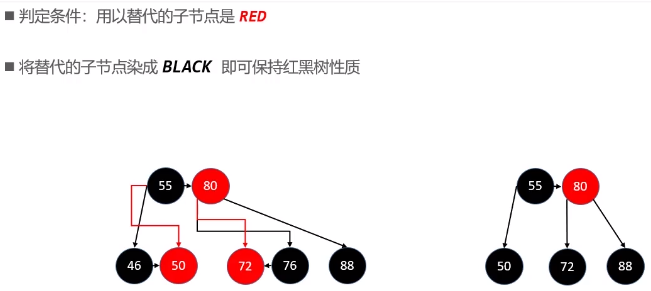 ■ 判定条件：用以替代的子节点是 RED
■ 将替代的子节点染成 BLACK 即可保持红黑树性质
55 80 55 80
46 50 72 76 88 50 72 88